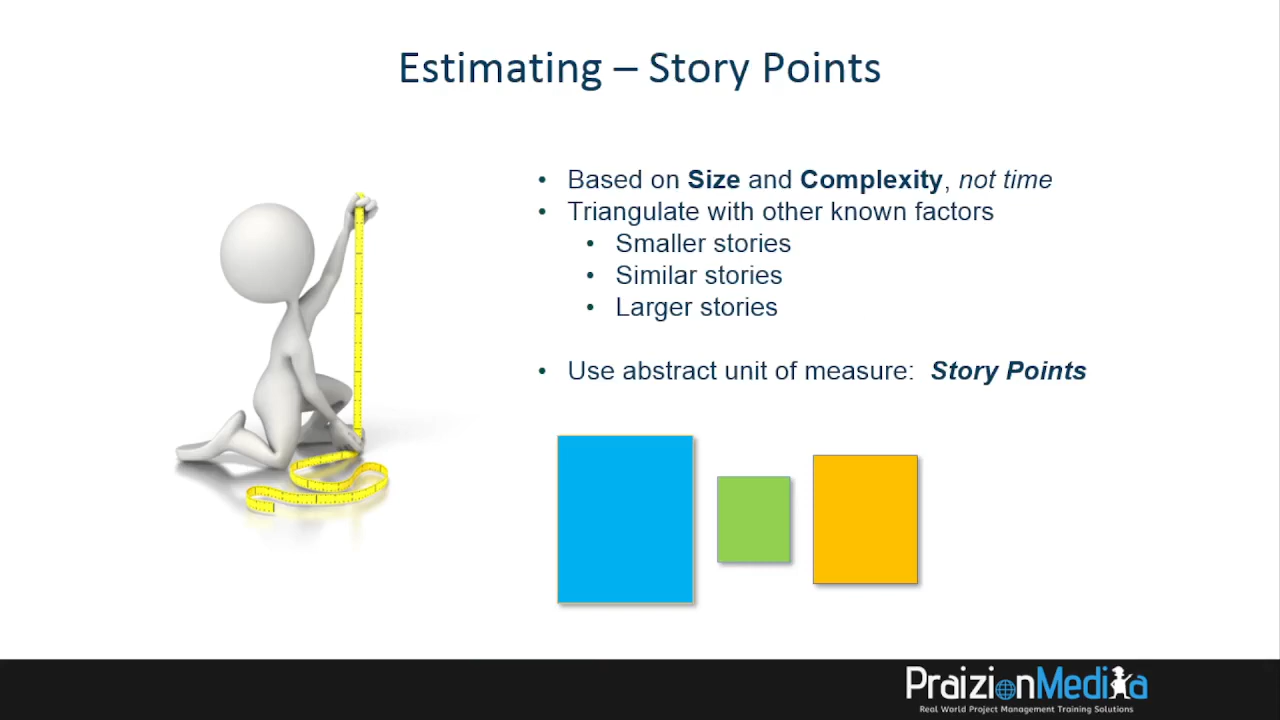 Estimating – Story Points
• Based on Size and Complexity, not time
• Triangulate with other known factors
• Smaller stories
• Similar stories
• Larger stories
• Use abstract unit of measure: Story Points
PraizionMedia
Real World Project Management Training Solutions